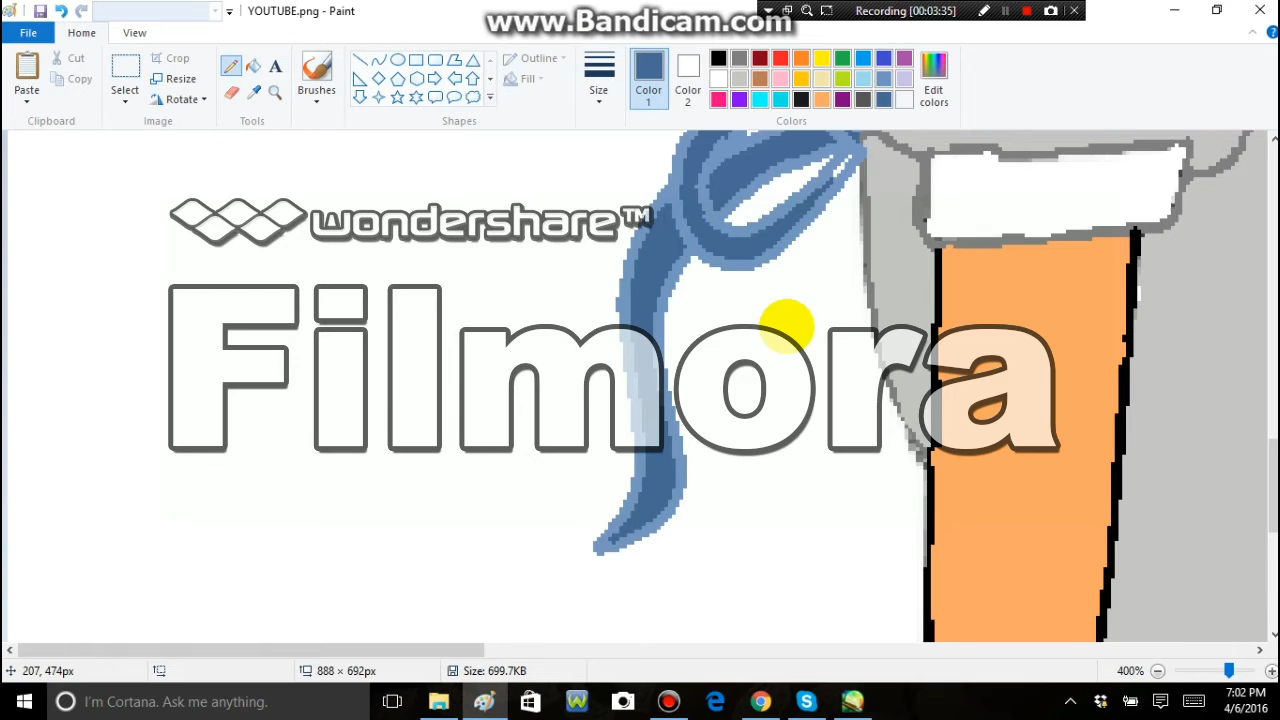 YOUTUBE.png - Paint
www.Bandicam.com
Recording [00:03:35]
File
Home
View
Paste
Cut
Copy
Clipboard
Select
Crop
Resize
Rotate
Image
Tools
Brushes
Outline
Fill
Shapes
Size
Color 1
Color 2
Edit colors
Colors
wondershare™
Filmora
207, 474px
888 × 692px
Size: 699.7KB
400%
I'm Cortana. Ask me anything.
7:02 PM
4/6/2016